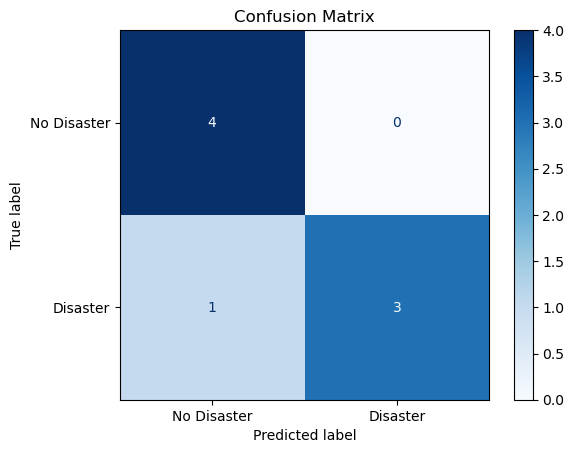 Confusion Matrix
True label
No Disaster
Disaster
4
0
1
3
No Disaster
Disaster
Predicted label
4.0
3.5
3.0
2.5
2.0
1.5
1.0
0.5
0.0